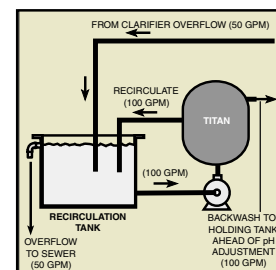 FROM CLARIFIER OVERFLOW (50 GPM)
RECIRCULATE
(100 GPM)
TITAN
(100 GPM)
RECIRCULATION
TANK
OVERFLOW
TO SEWER
(50 GPM)
BACKWASH TO
HOLDING TANK
AHEAD OF pH
ADJUSTMENT
(100 GPM)